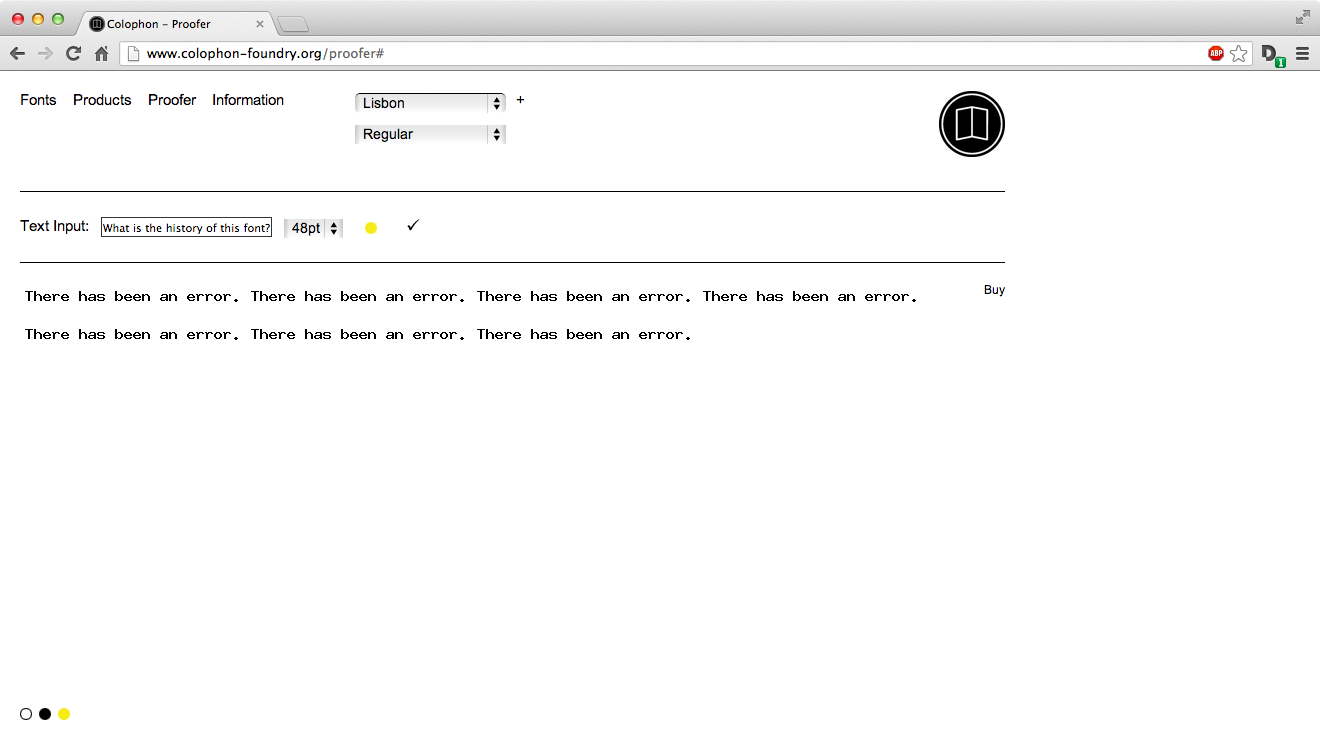 Colophon – Proofer
www.colophon-foundry.org/proofer#
ABP
D
1
Fonts Products Proofer Information
Lisbon +
Regular
Text Input: What is the history of this font? 48pt
There has been an error. There has been an error. There has been an error. There has been an error.
Buy
There has been an error. There has been an error. There has been an error.